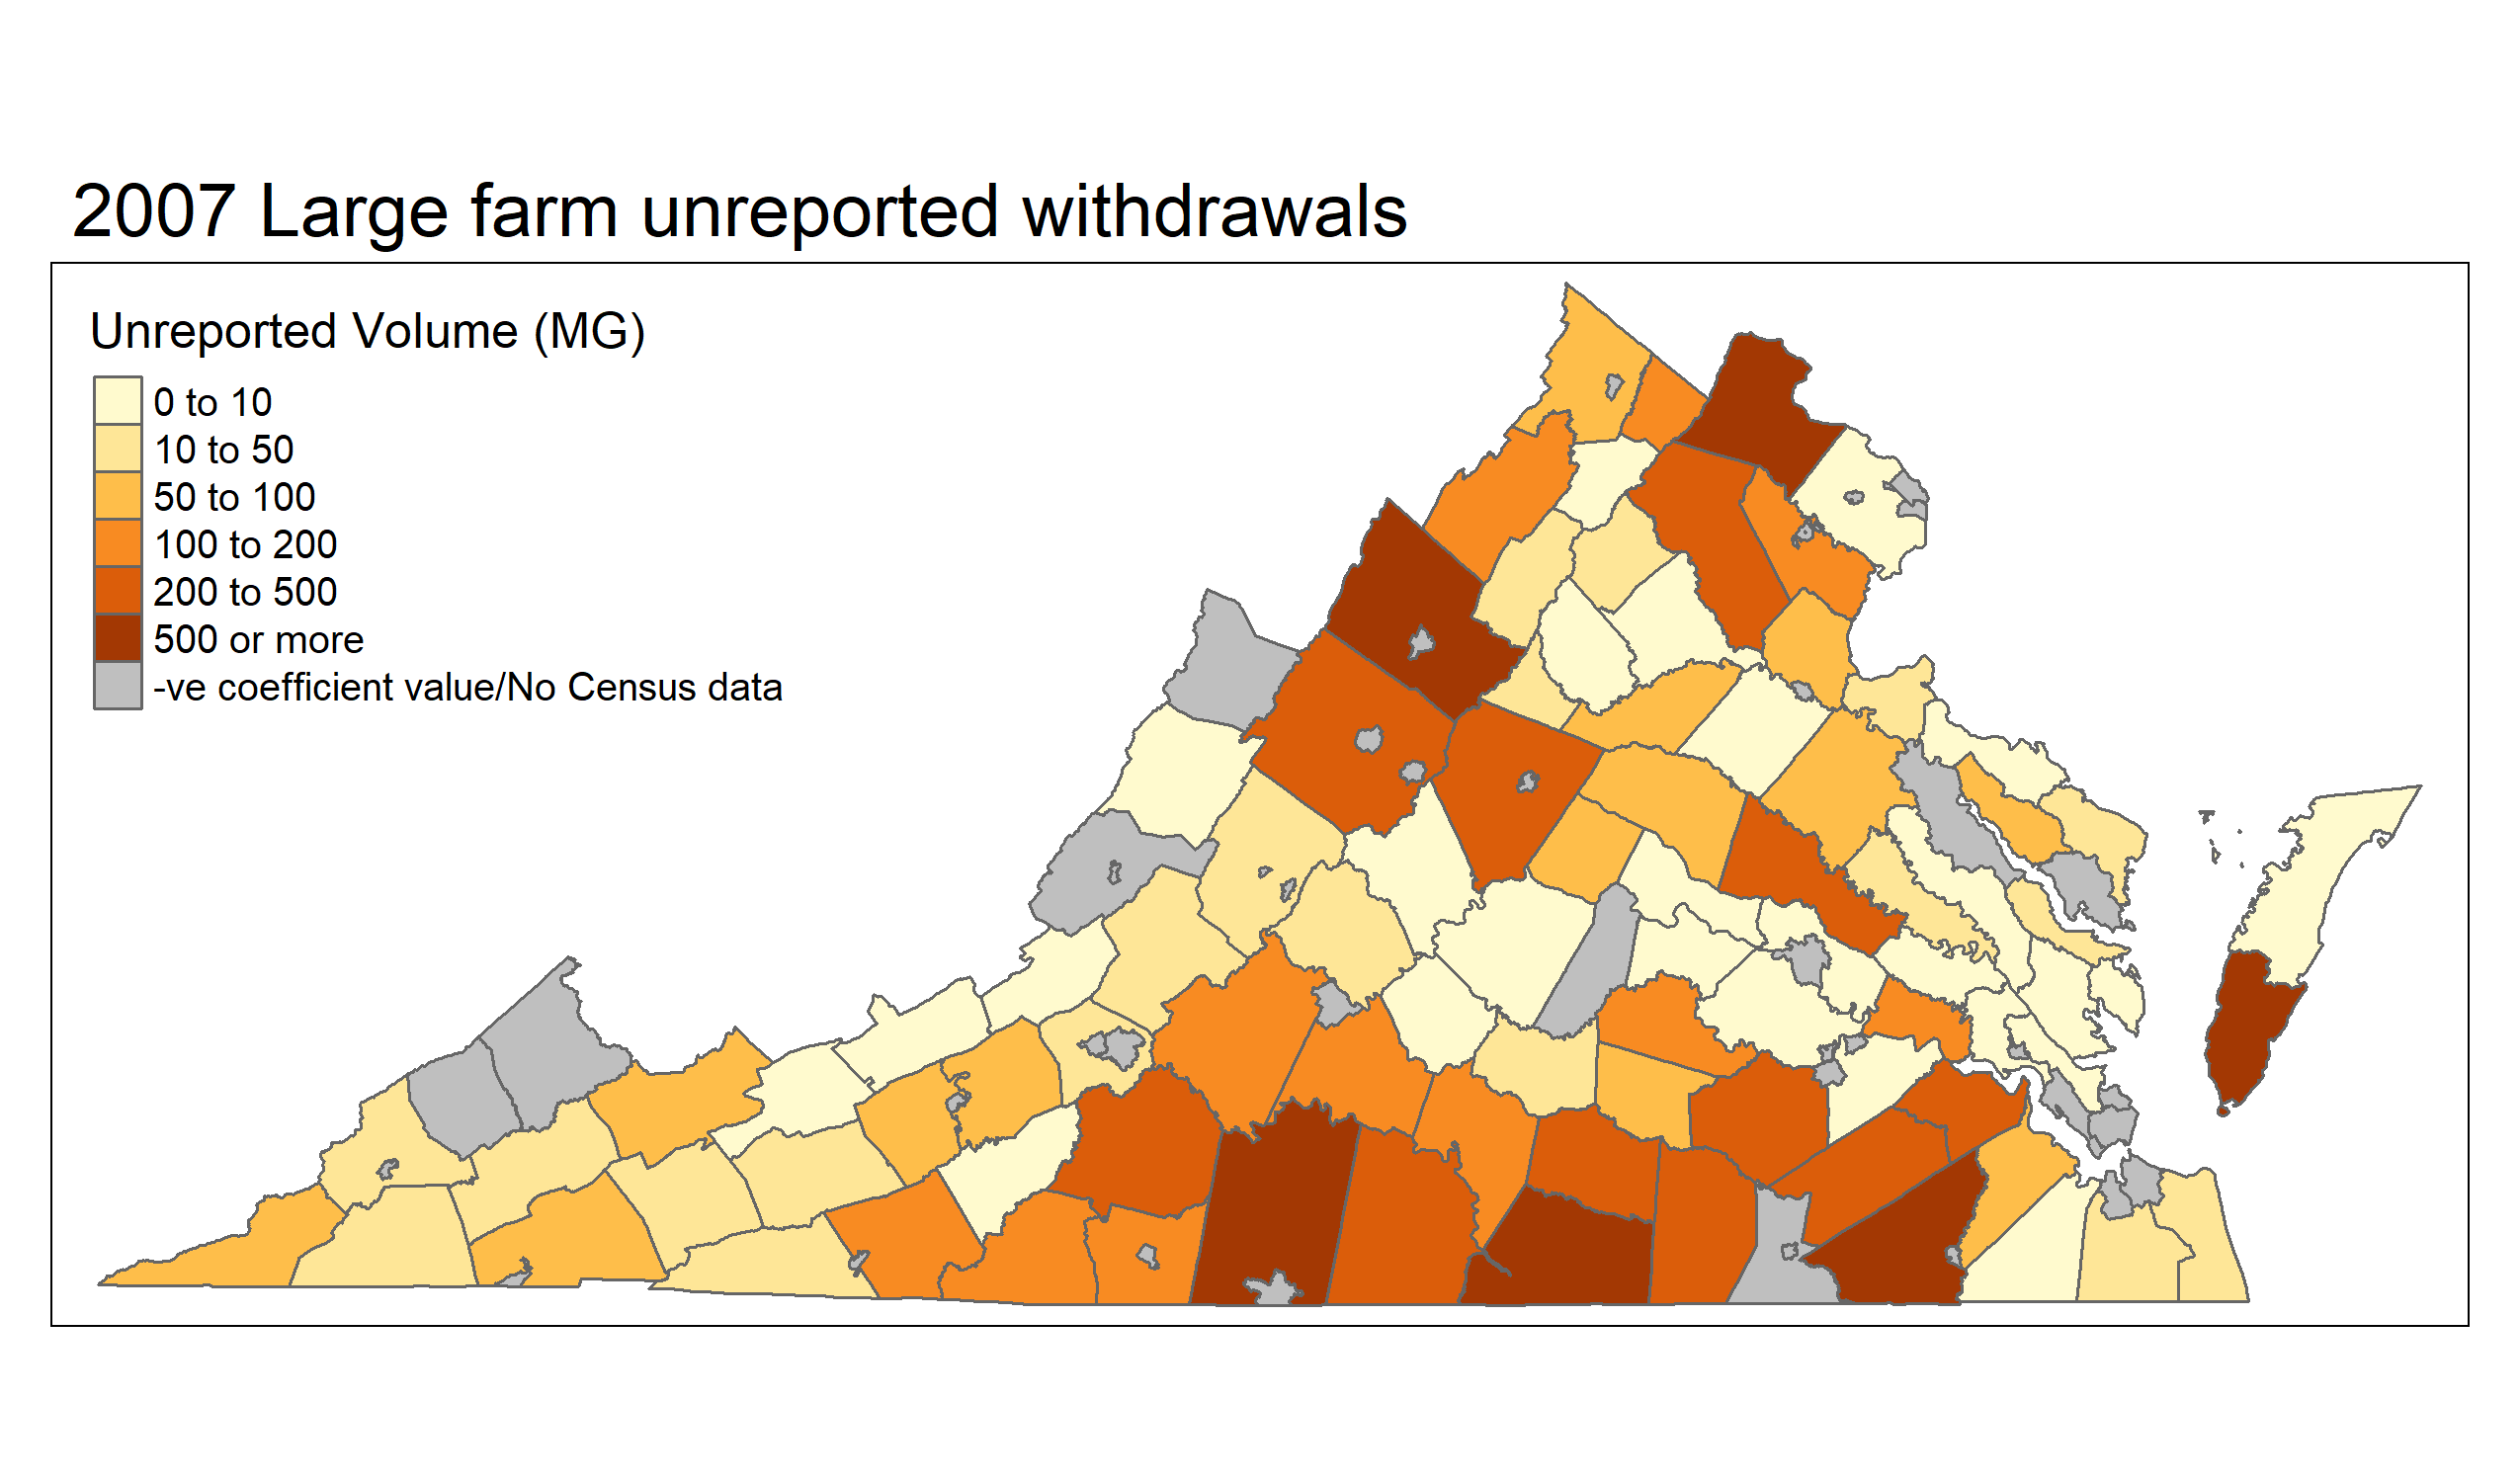 2007 Large farm unreported withdrawals
Unreported Volume (MG)
0 to 10
10 to 50
50 to 100
100 to 200
200 to 500
500 or more
-ve coefficient value/No Census data